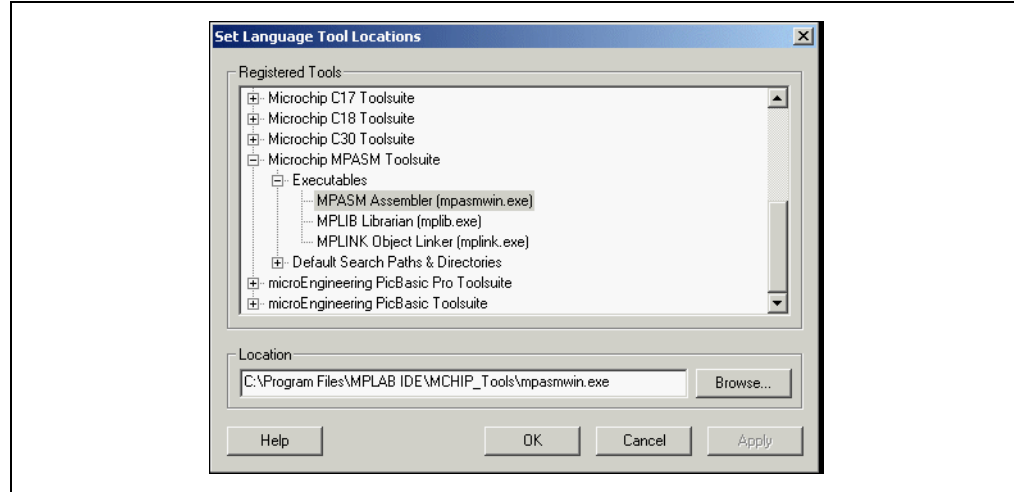 Set Language Tool Locations
Registered Tools
Microchip C17 Toolsuite
Microchip C18 Toolsuite
Microchip C30 Toolsuite
Microchip MPASM Toolsuite
Executables
MPASM Assembler (mpasmwin.exe)
MPLIB Librarian (mplib.exe)
MPLINK Object Linker (mplink.exe)
Default Search Paths & Directories
microEngineering PicBasic Pro Toolsuite
microEngineering PicBasic Toolsuite
Location
C:\Program Files\MPLAB IDE\MCHIP_Tools\mpasmwin.exe Browse...
Help OK Cancel Apply